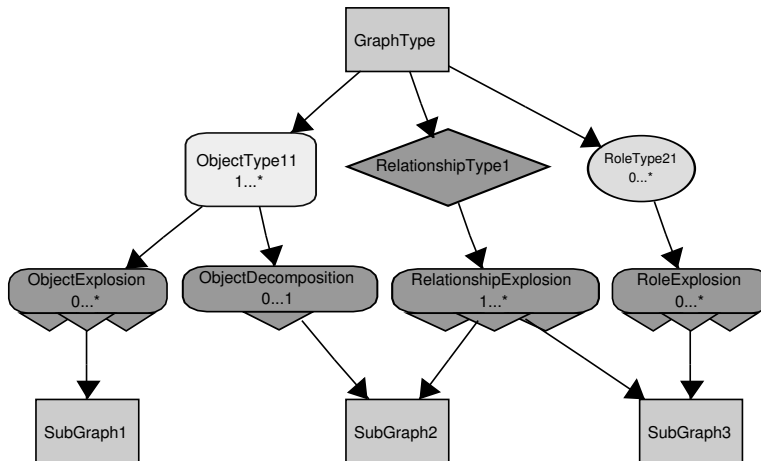 GraphType
ObjectType11
1...*
RelationshipType1
RoleType21
0...*
ObjectExplosion
0...*
ObjectDecomposition
0...1
RelationshipExplosion
1...*
RoleExplosion
0...*
SubGraph1
SubGraph2
SubGraph3